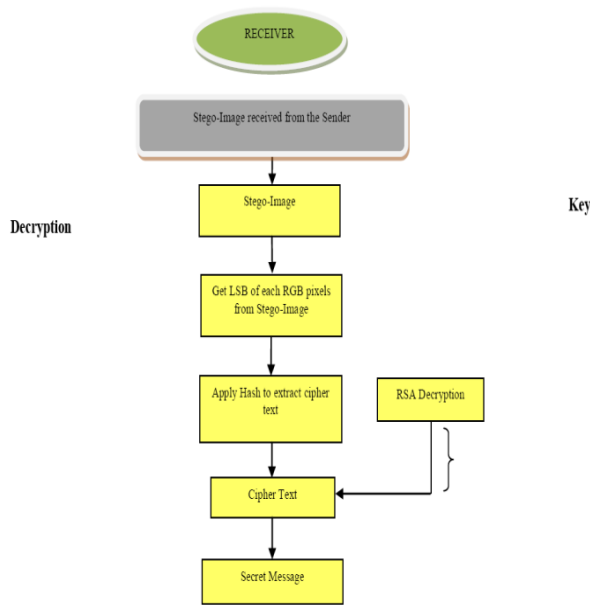 RECEIVER
Stego-Image received from the Sender
Stego-Image
Key
Decryption
Get LSB of each RGB pixels
from Stego-Image
Apply Hash to extract cipher
text
RSA Decryption
Cipher Text
Secret Message